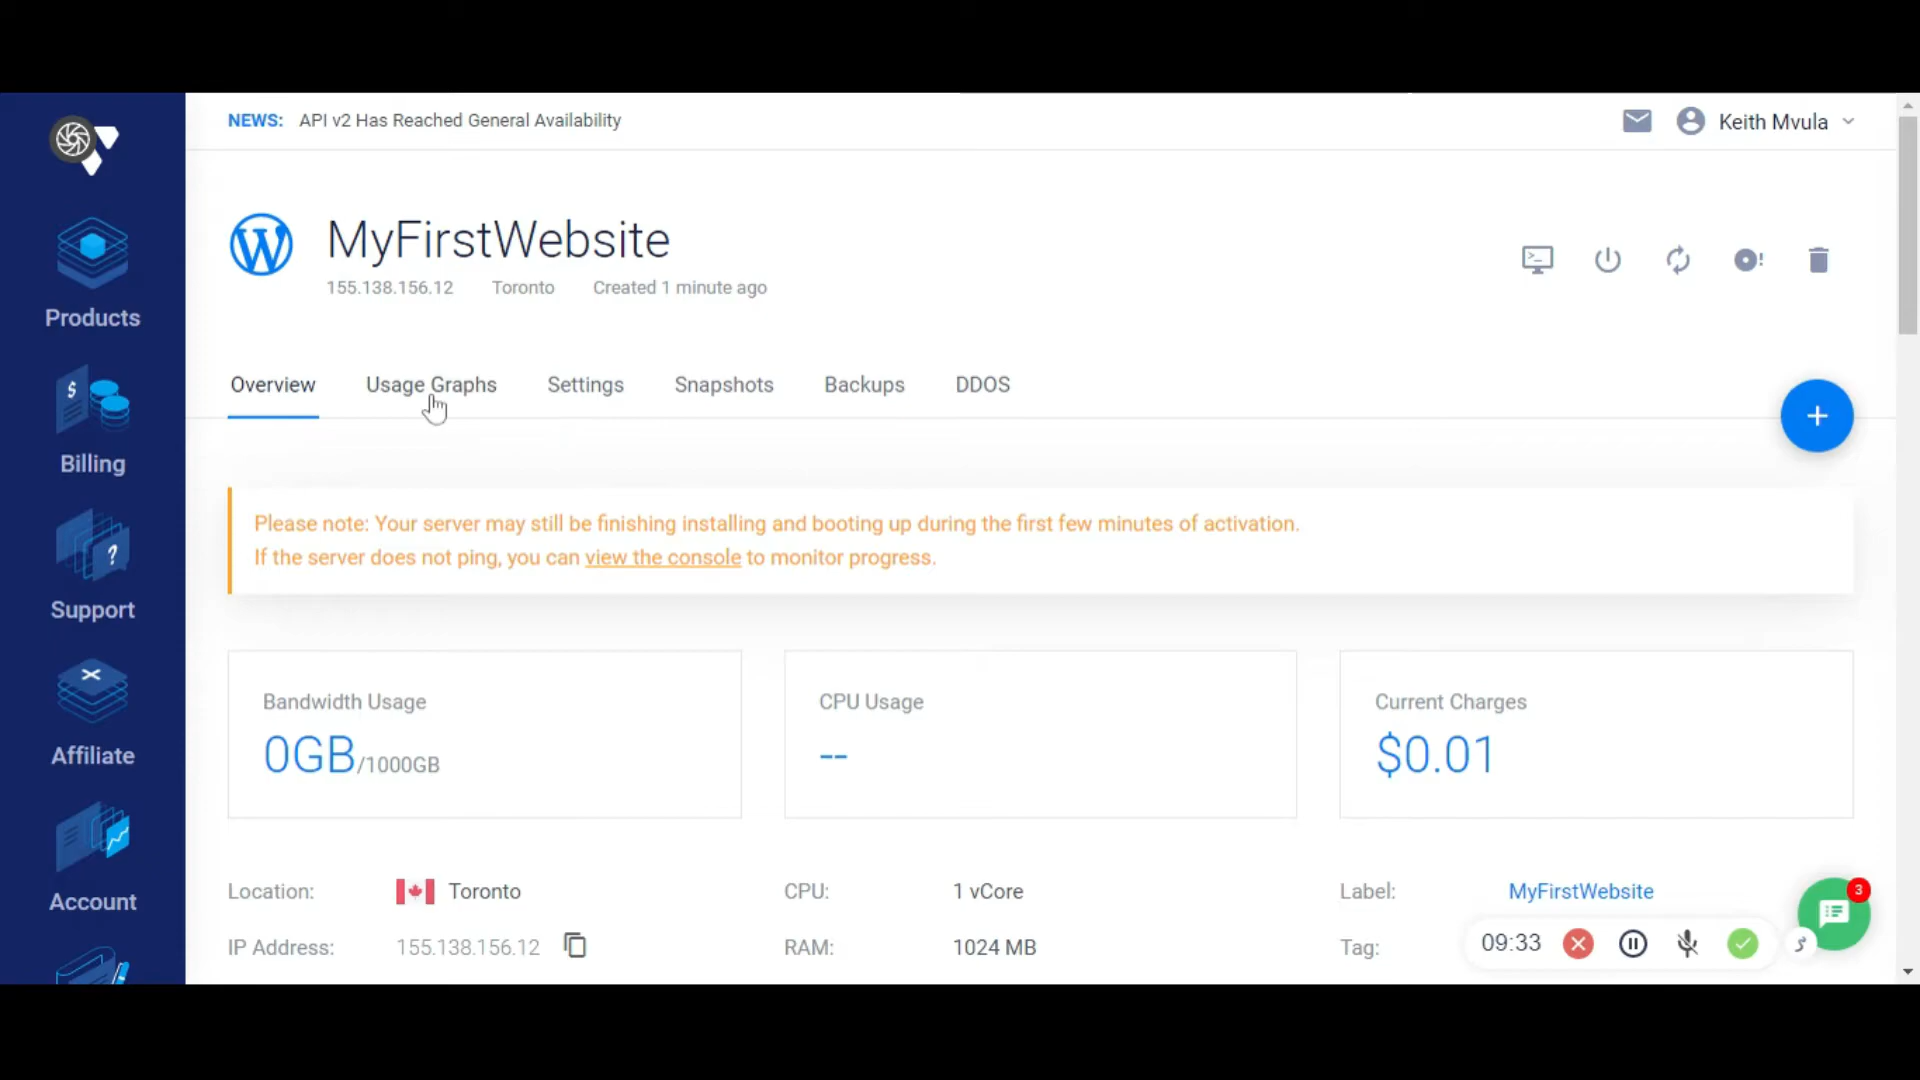 NEWS: API v2 Has Reached General Availability
Keith Mvula
MyFirstWebsite
155.138.156.12 Toronto Created 1 minute ago
Products
Overview Usage Graphs Settings Snapshots Backups DDOS
Billing
Please note: Your server may still be finishing installing and booting up during the first few minutes of activation.
If the server does not ping, you can view the console to monitor progress.
Support
Bandwidth Usage CPU Usage Current Charges
0GB/1000GB -- $0.01
Affiliate
Location: Toronto CPU: 1 vCore Label: MyFirstWebsite
3
Account
IP Address: 155.138.156.12 RAM: 1024 MB Tag:
09:33